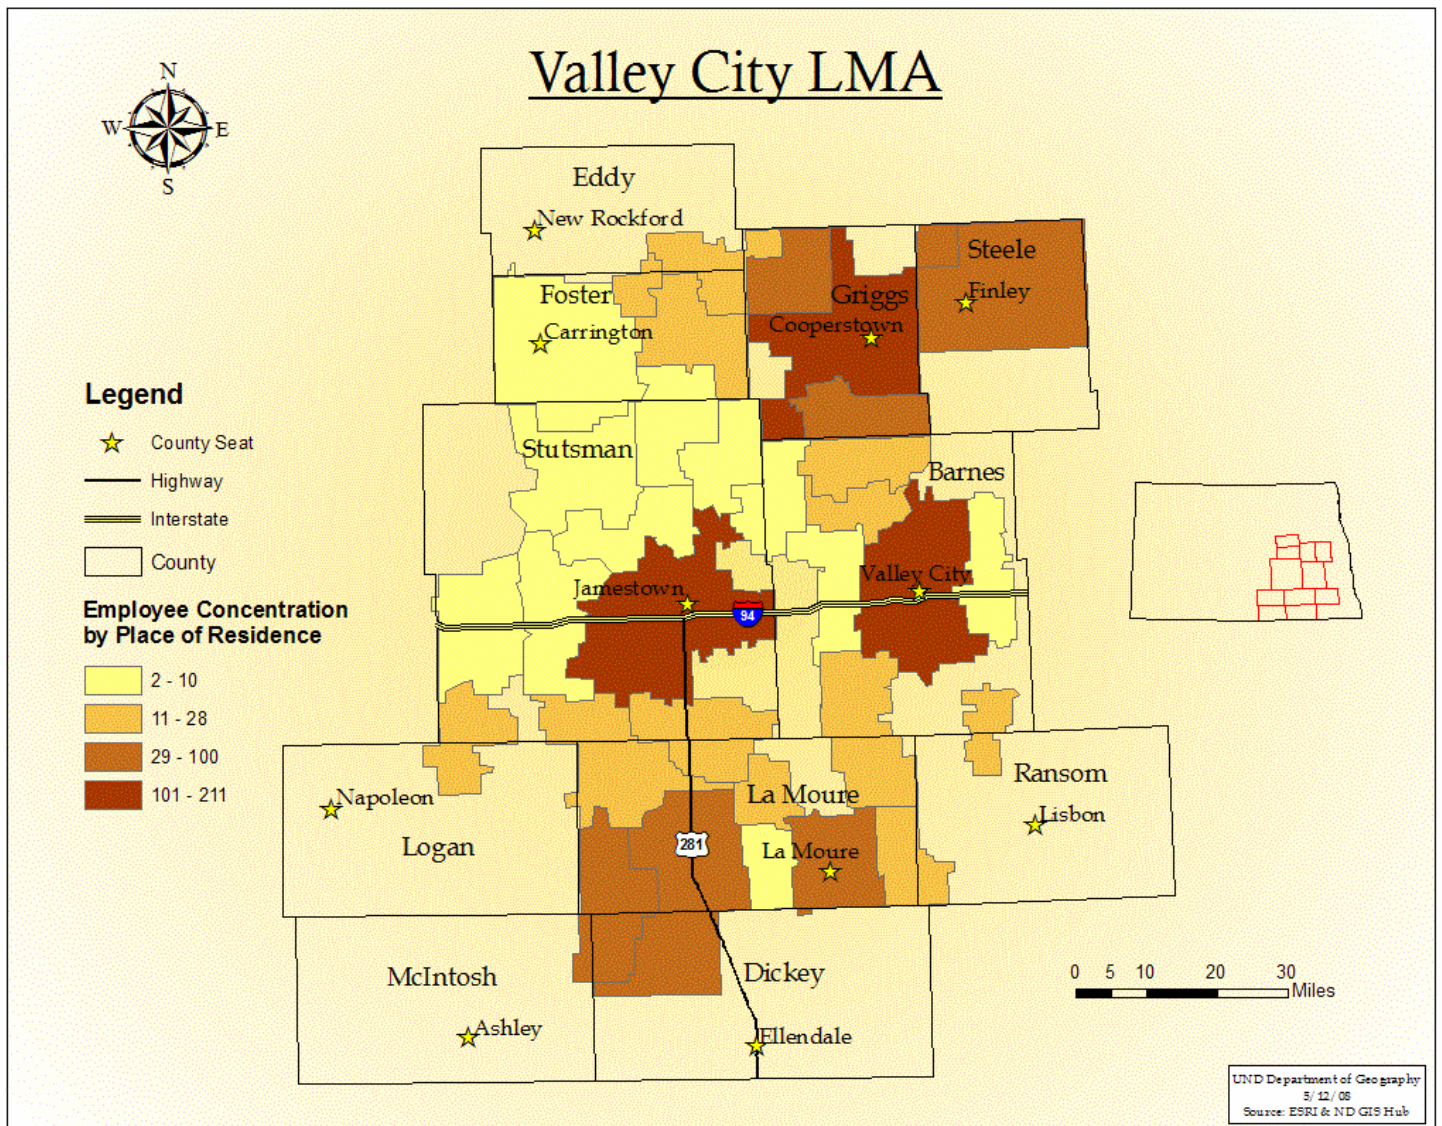 Valley City LMA
N
W
E
S
Eddy
New Rockford
Steele
Finley
Foster
Griggs
Cooperstown
Carrington
Legend
County Seat
Highway
Interstate
County
Employee Concentration
by Place of Residence
2 - 10
11 - 28
29 - 100
101 - 211
Stutsman
Barnes
Jamestown
Valley City
94
Napoleon
Logan
La Moure
281
La Moure
Ransom
Lisbon
McIntosh
Dickey
Ashley
Ellendale
0 5 10 20 30
Miles
UND Department of Geography
5/12/08
Source: ESRI & ND GIS Hub